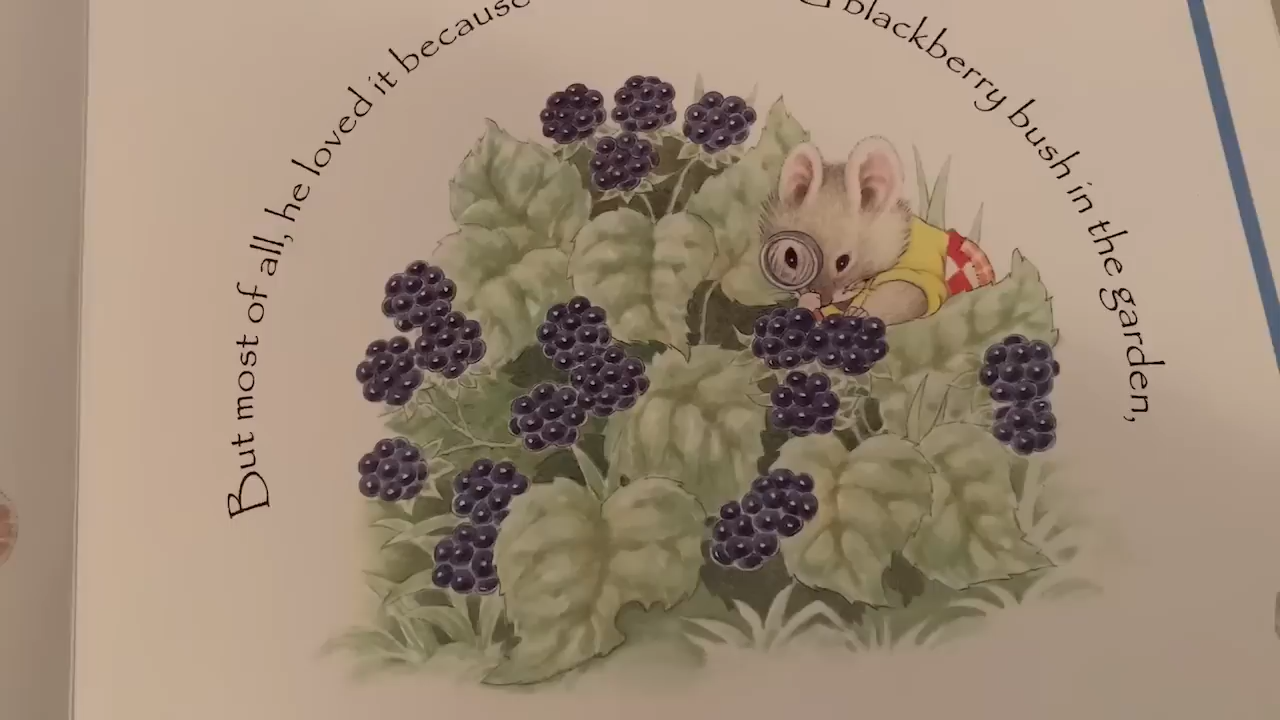 But most of all, he loved it because
blackberry bush in the garden,